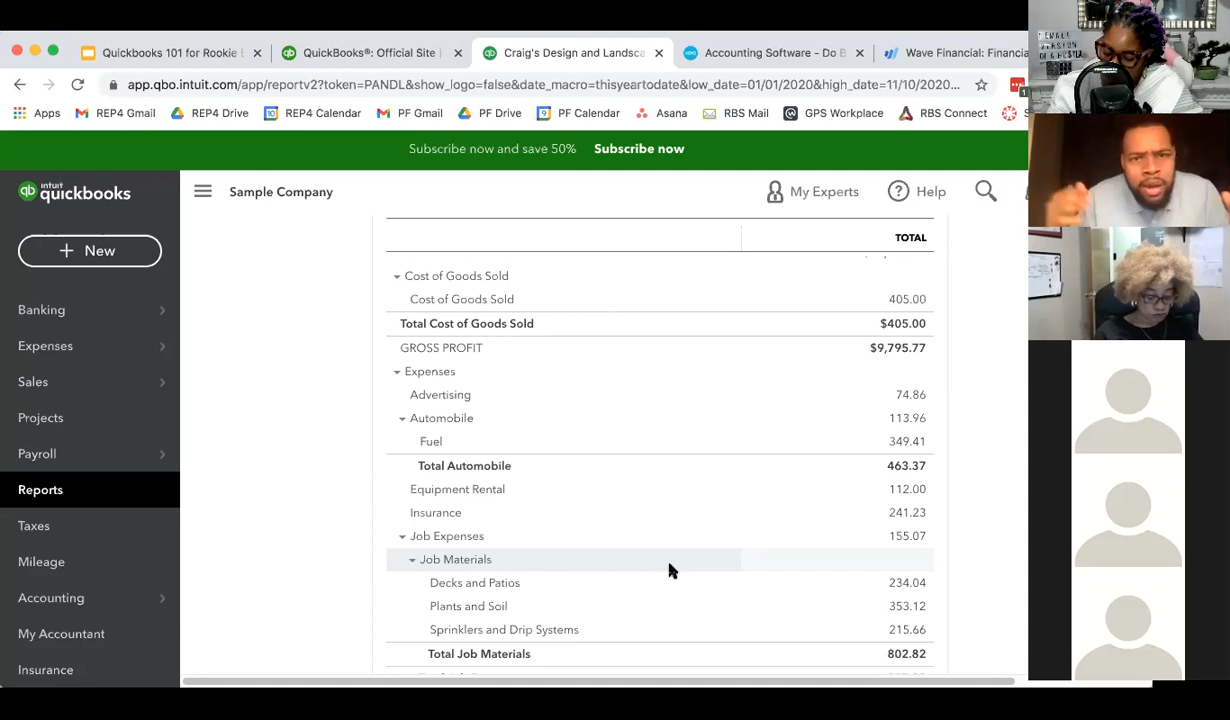 Quickbooks 101 for Rookie
QuickBooks®: Official Site
Craig's Design and Landsca
Accounting Software - Do B
Wave Financial: Financia
app.qbo.intuit.com/app/reportv2?token=PANDL&show_logo=false&date_macro=thisyeartodate&low_date=01/01/2020&high_date=11/10/2020...
Apps
REP4 Gmail
REP4 Drive
REP4 Calendar
PF Gmail
PF Drive
PF Calendar
Asana
RBS Mail
GPS Workplace
RBS Connect
Subscribe now and save 50% Subscribe now
intuit
quickbooks
Sample Company
My Experts
Help
+ New
Banking
Expenses
Sales
Projects
Payroll
Reports
Taxes
Mileage
Accounting
My Accountant
Insurance
TOTAL
Cost of Goods Sold
Cost of Goods Sold 405.00
Total Cost of Goods Sold $405.00
GROSS PROFIT $9,795.77
Expenses
Advertising 74.86
Automobile 113.96
Fuel 349.41
Total Automobile 463.37
Equipment Rental 112.00
Insurance 241.23
Job Expenses 155.07
Job Materials
Decks and Patios 234.04
Plants and Soil 353.12
Sprinklers and Drip Systems 215.66
Total Job Materials 802.82